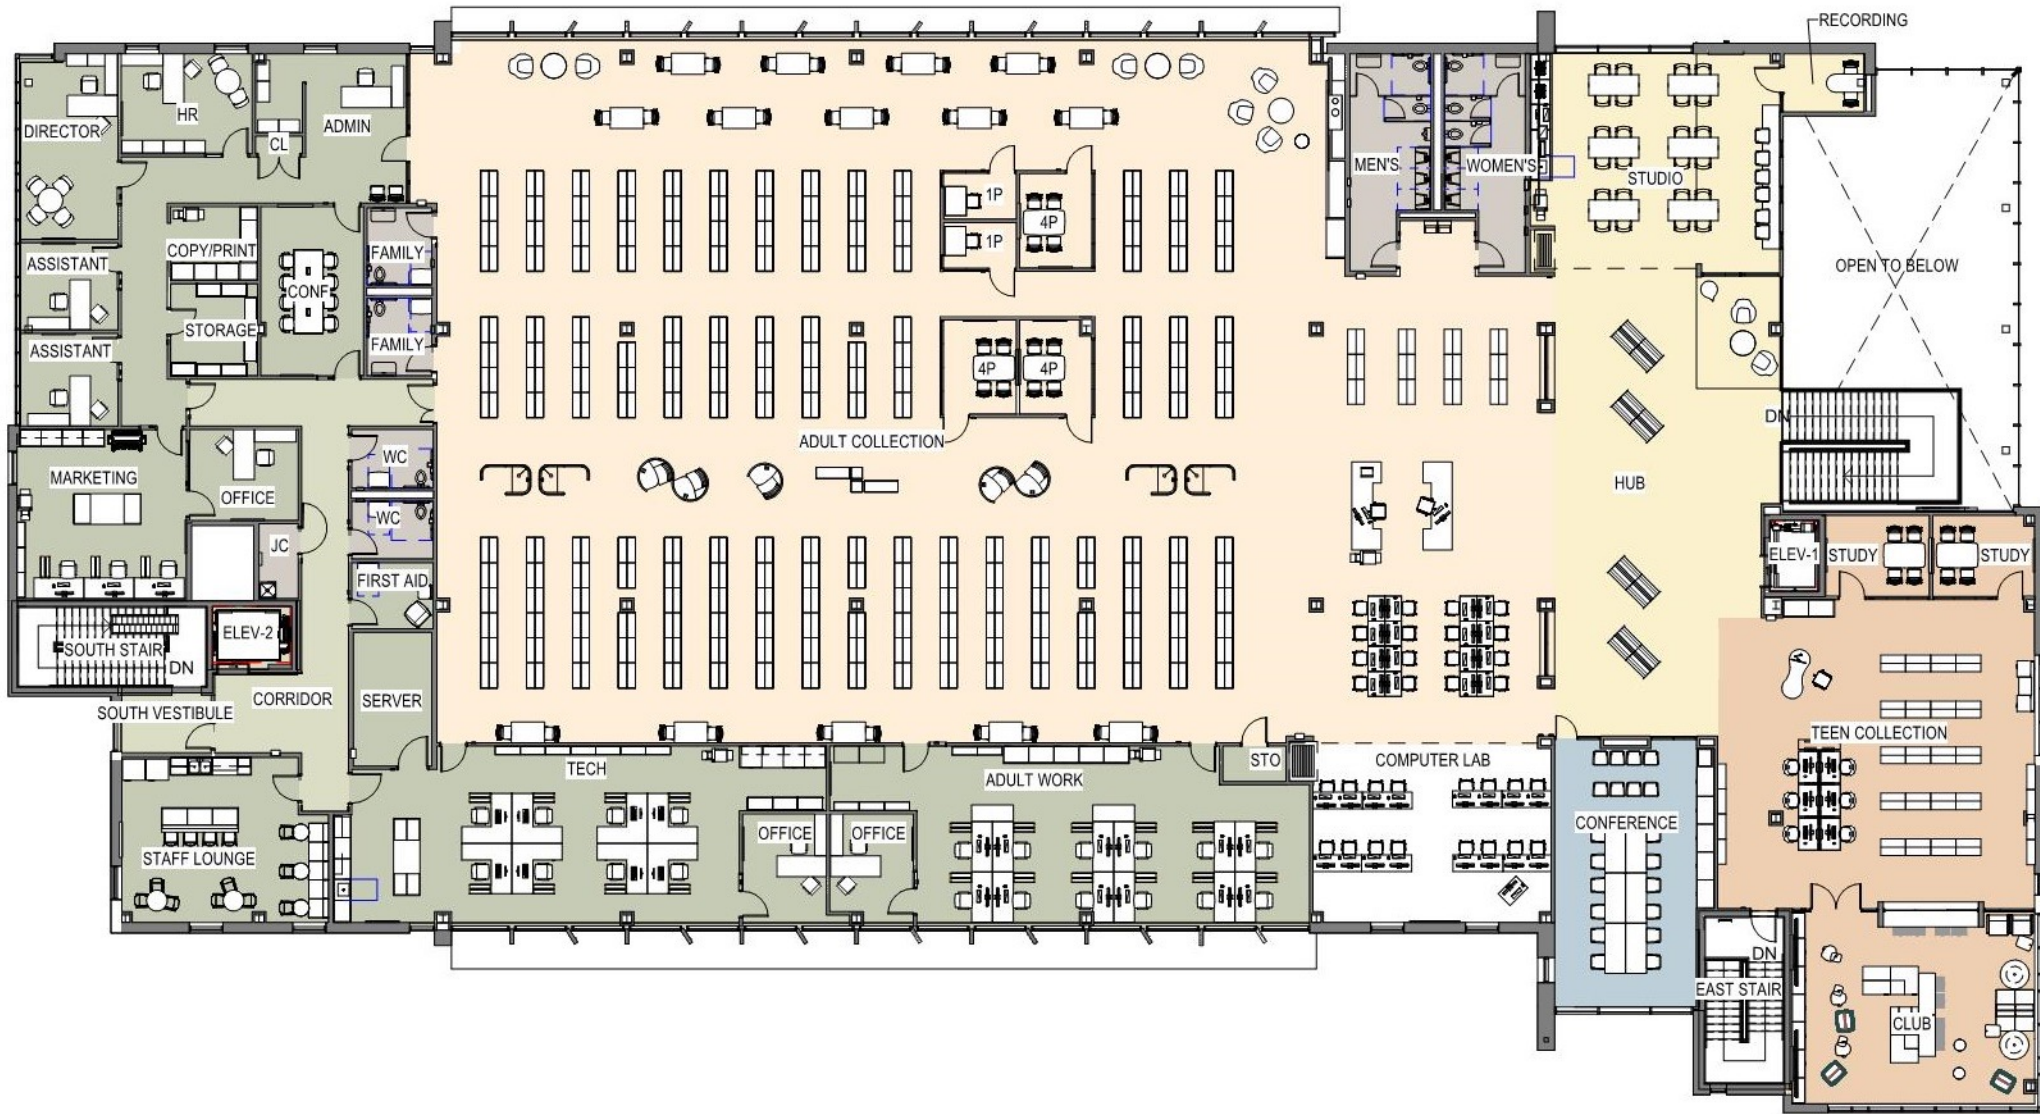 RECORDING
HR
DIRECTOR
ADMIN
CL
MEN'S
WOMEN'S
STUDIO
1P
4P
1P
COPY/PRINT
FAMILY
ASSISTANT
CONF
OPEN TO BELOW
STORAGE
FAMILY
ASSISTANT
4P
4P
DN
ADULT COLLECTION
WC
MARKETING
OFFICE
HUB
WC
JC
ELEV-1
STUDY
STUDY
FIRST AID
ELEV-2
SOUTH STAIR
DN
CORRIDOR
SERVER
SOUTH VESTIBULE
TEEN COLLECTION
TECH
ADULT WORK
STO
COMPUTER LAB
OFFICE
OFFICE
CONFERENCE
STAFF LOUNGE
DN
EAST STAIR
CLUB